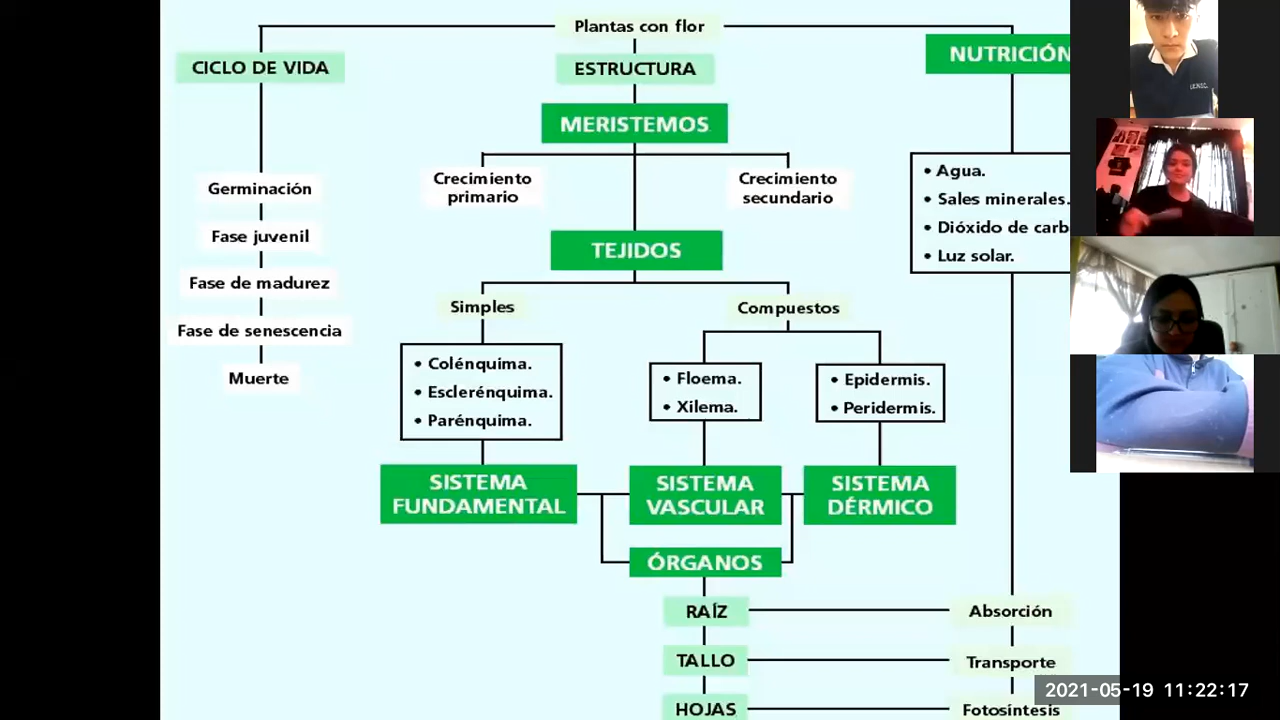 Plantas con flor
CICLO DE VIDA
Germinación
Fase juvenil
Fase de madurez
Fase de senescencia
Muerte
ESTRUCTURA
MERISTEMOS
Crecimiento
primario
Crecimiento
secundario
TEJIDOS
Simples
• Colénquima.
• Esclerénquima.
• Parénquima.
Compuestos
• Floema.
• Xilema.
• Epidermis.
• Peridermis.
SISTEMA
FUNDAMENTAL
SISTEMA
VASCULAR
SISTEMA
DÉRMICO
ÓRGANOS
RAÍZ
TALLO
HOJAS
NUTRICIÓN
• Agua.
• Sales minerales.
• Dióxido de carb
• Luz solar.
Absorción
Transporte
Fotosíntesis
2021-05-19 11:22:17